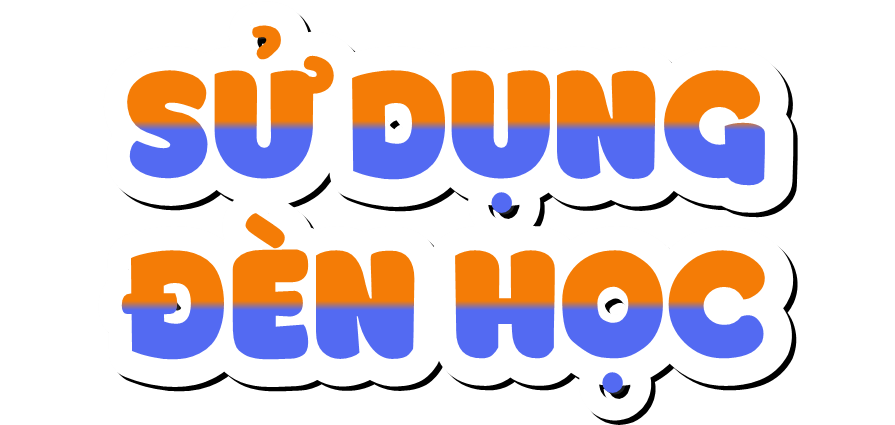 SỬ DỤNG
ĐÈN HỌC